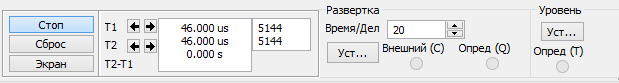 Стоп
Сброс
Экран
T1
T2
T2-T1
46.000 us
46.000 us
0.000 s
5144
5144
Развертка
Время/Дел 20
Уст...
Внешний (C)
Опред (Q)
Уровень
Уст...
Опред (T)